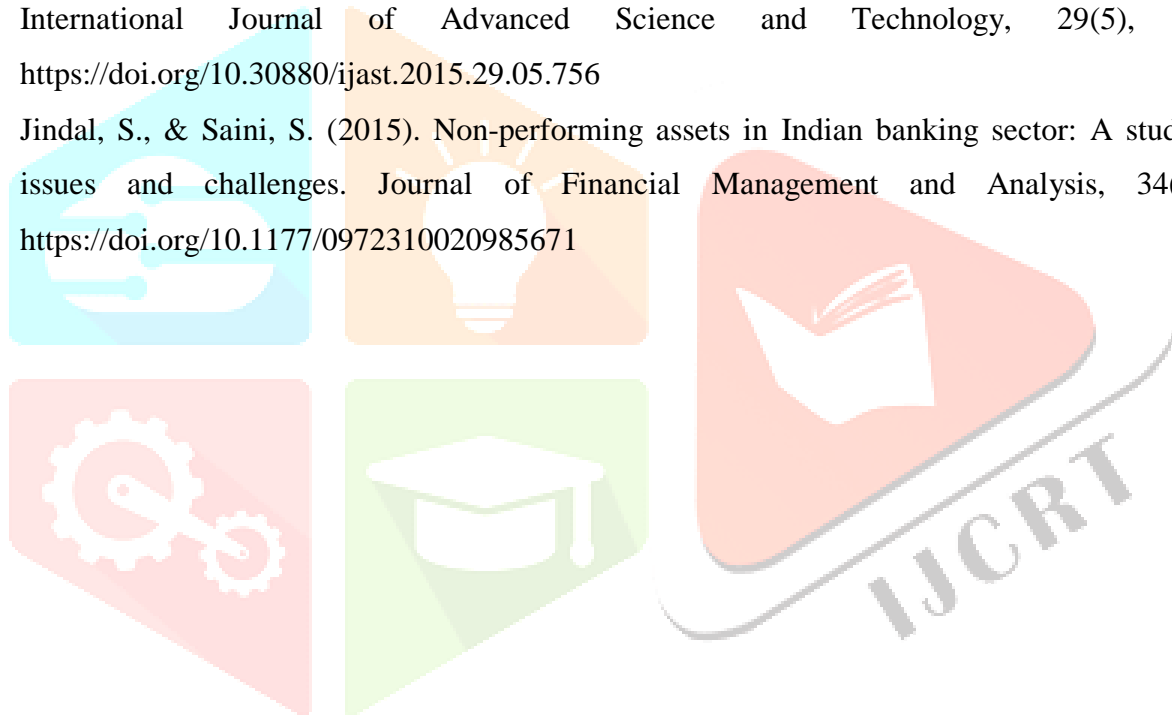 International Journal of Advanced Science and Technology, 29(5),
https://doi.org/10.30880/ijast.2015.29.05.756
Jindal, S., & Saini, S. (2015). Non-performing assets in Indian banking sector: A stud
issues and challenges. Journal of Financial Management and Analysis, 34(
https://doi.org/10.1177/0972310020985671
IJCRT